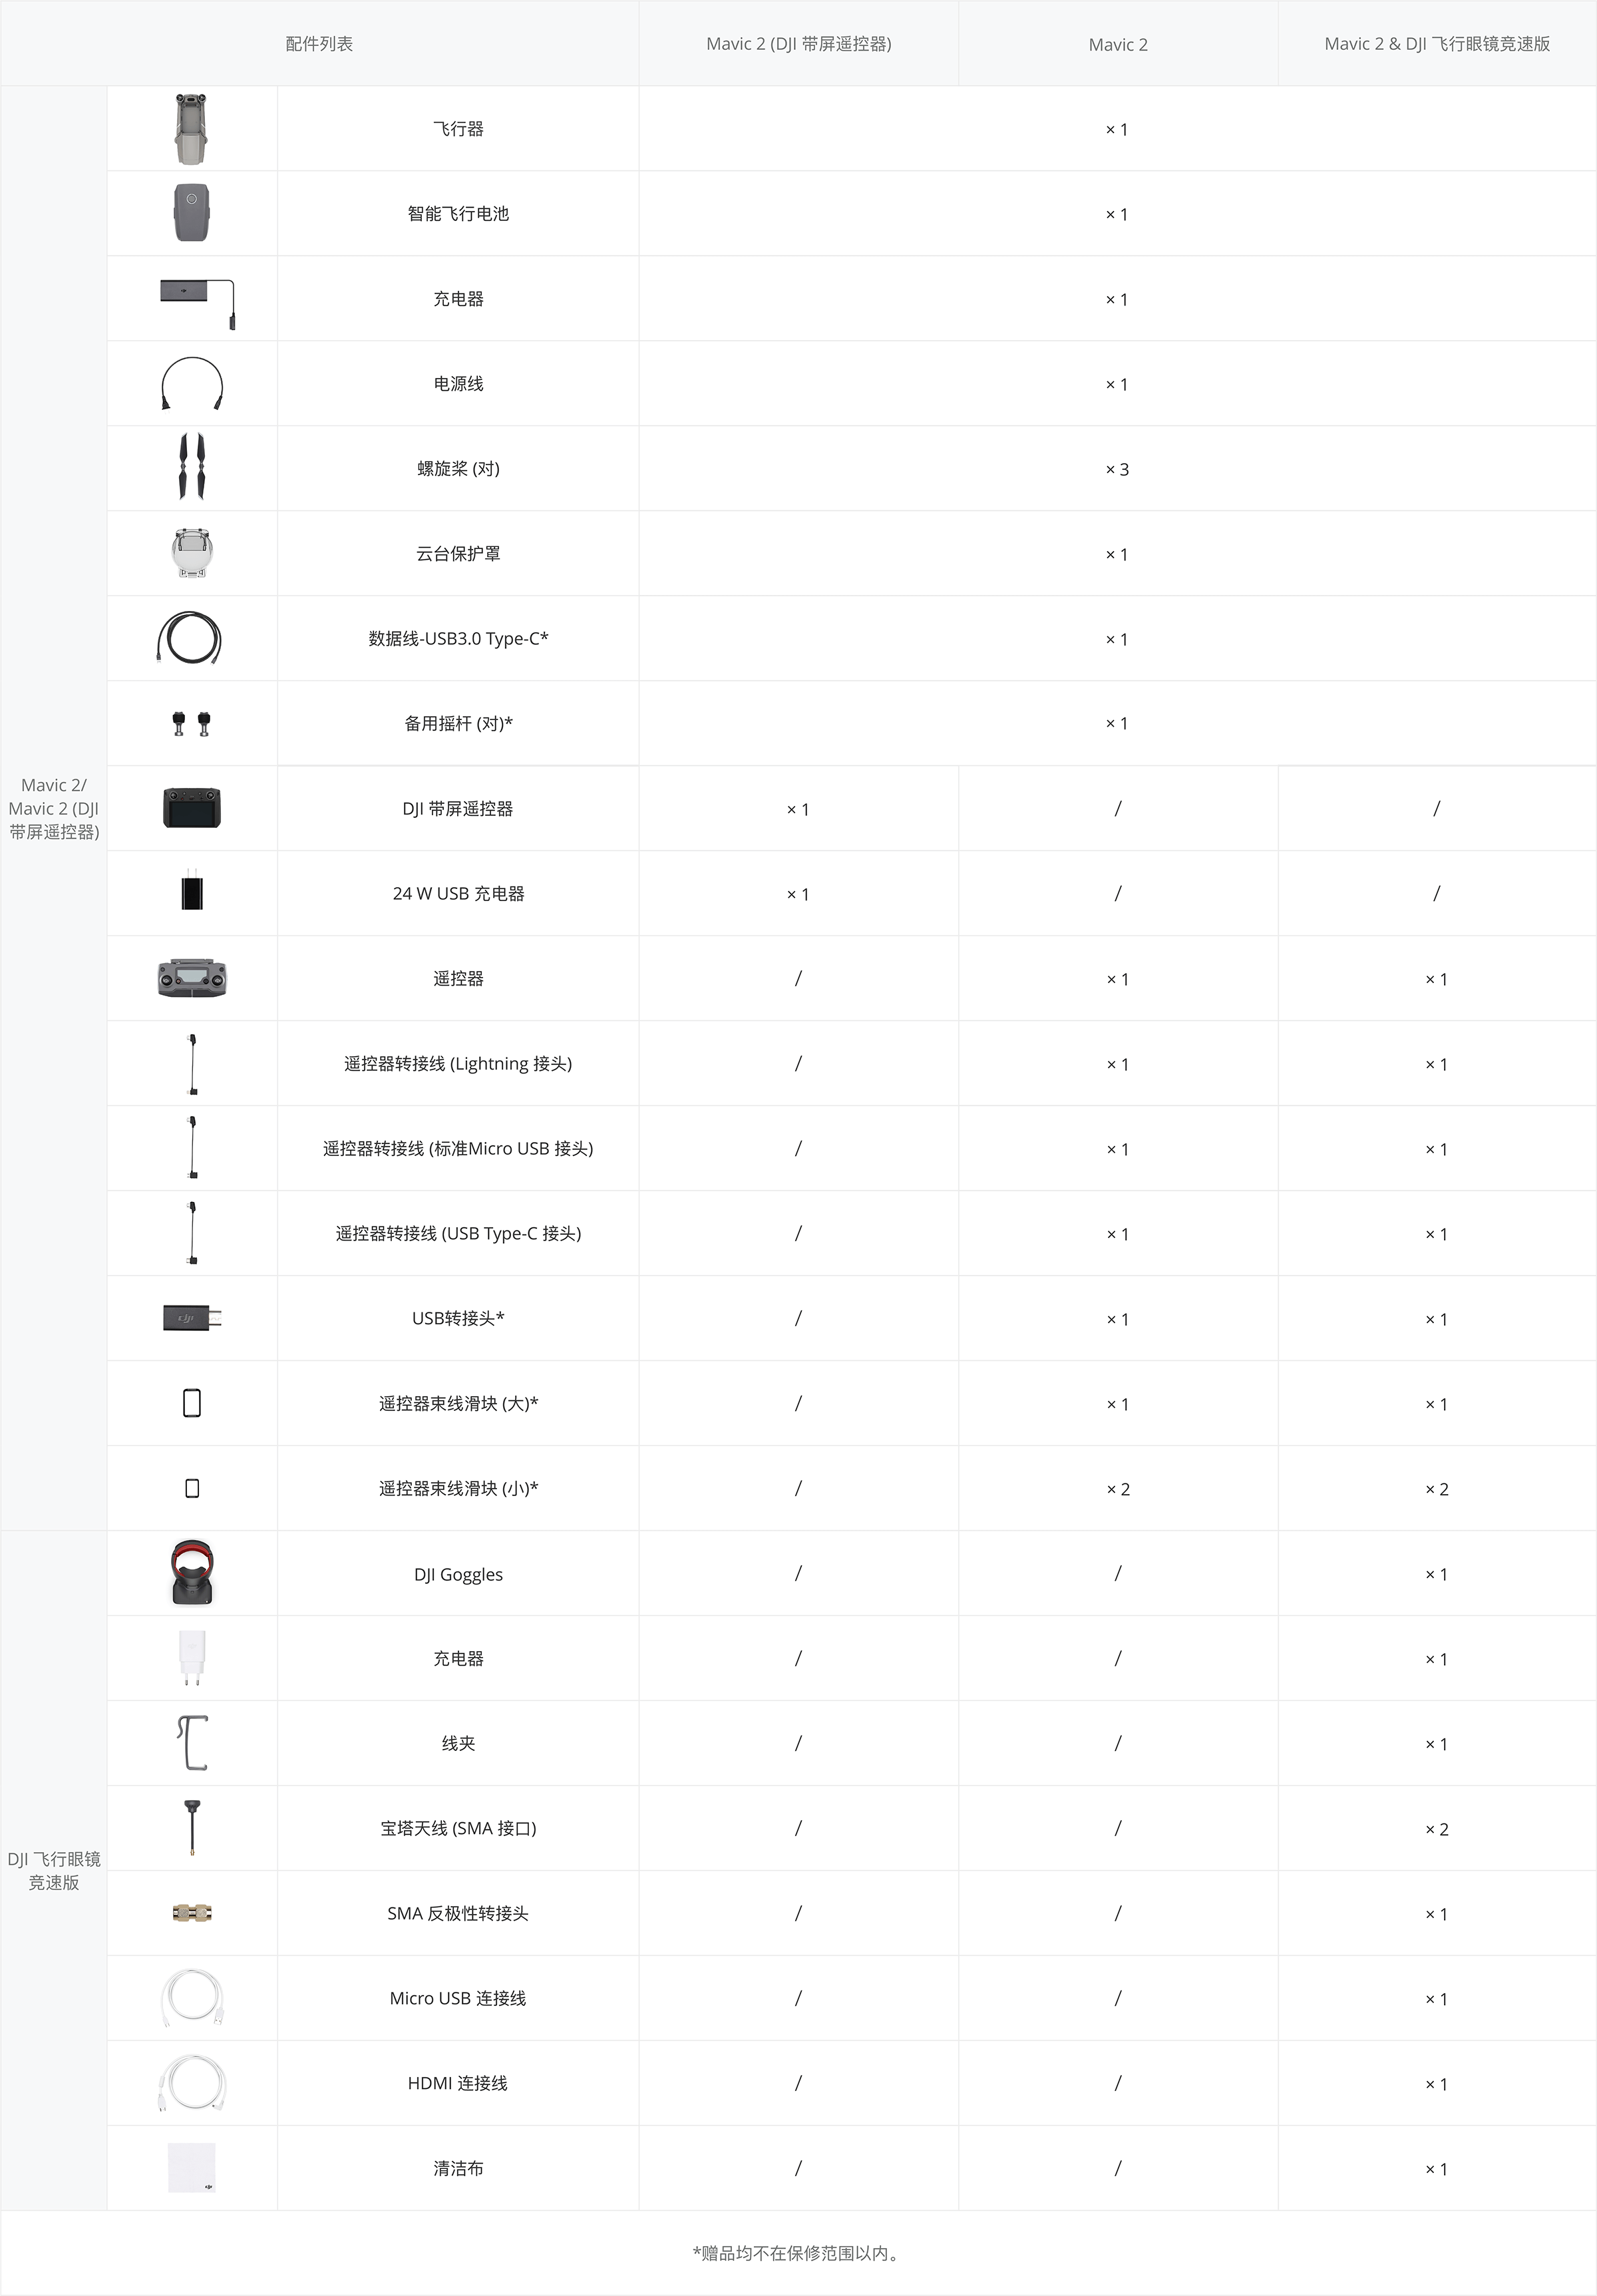 配件列表 Mavic 2 (DJI 带屏遥控器) Mavic 2 Mavic 2 & DJI 飞行眼镜竞速版
Mavic 2/
Mavic 2 (DJI
带屏遥控器)
飞行器 × 1
智能飞行电池 × 1
充电器 × 1
电源线 × 1
螺旋桨 (对) × 3
云台保护罩 × 1
数据线-USB3.0 Type-C* × 1
备用摇杆 (对)* × 1
DJI 带屏遥控器 × 1 / /
24 W USB 充电器 × 1 / /
遥控器 / × 1 × 1
遥控器转接线 (Lightning 接头) / × 1 × 1
遥控器转接线 (标准Micro USB 接头) / × 1 × 1
遥控器转接线 (USB Type-C 接头) / × 1 × 1
dji USB转接头* / × 1 × 1
遥控器束线滑块 (大)* / × 1 × 1
遥控器束线滑块 (小)* / × 2 × 2
DJI 飞行眼镜
竞速版
DJI Goggles / / × 1
充电器 / / × 1
线夹 / / × 1
宝塔天线 (SMA 接口) / / × 2
SMA 反极性转接头 / / × 1
Micro USB 连接线 / / × 1
HDMI 连接线 / / × 1
清洁布 / / × 1
*赠品均不在保修范围以内。